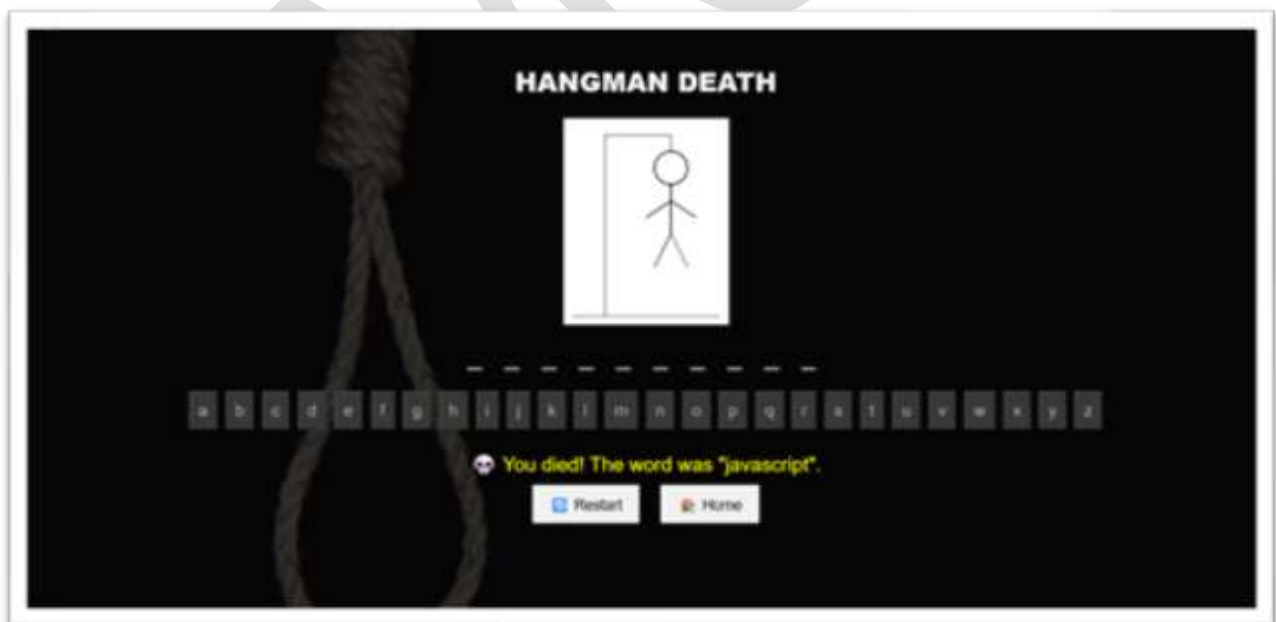 HANGMAN DEATH
_ _ _ _ _ _ _ _ _ _
a b c d e f g h i j k l m n o p q r s t u v w x y z
💀 You died! The word was "javascript".
Restart Home